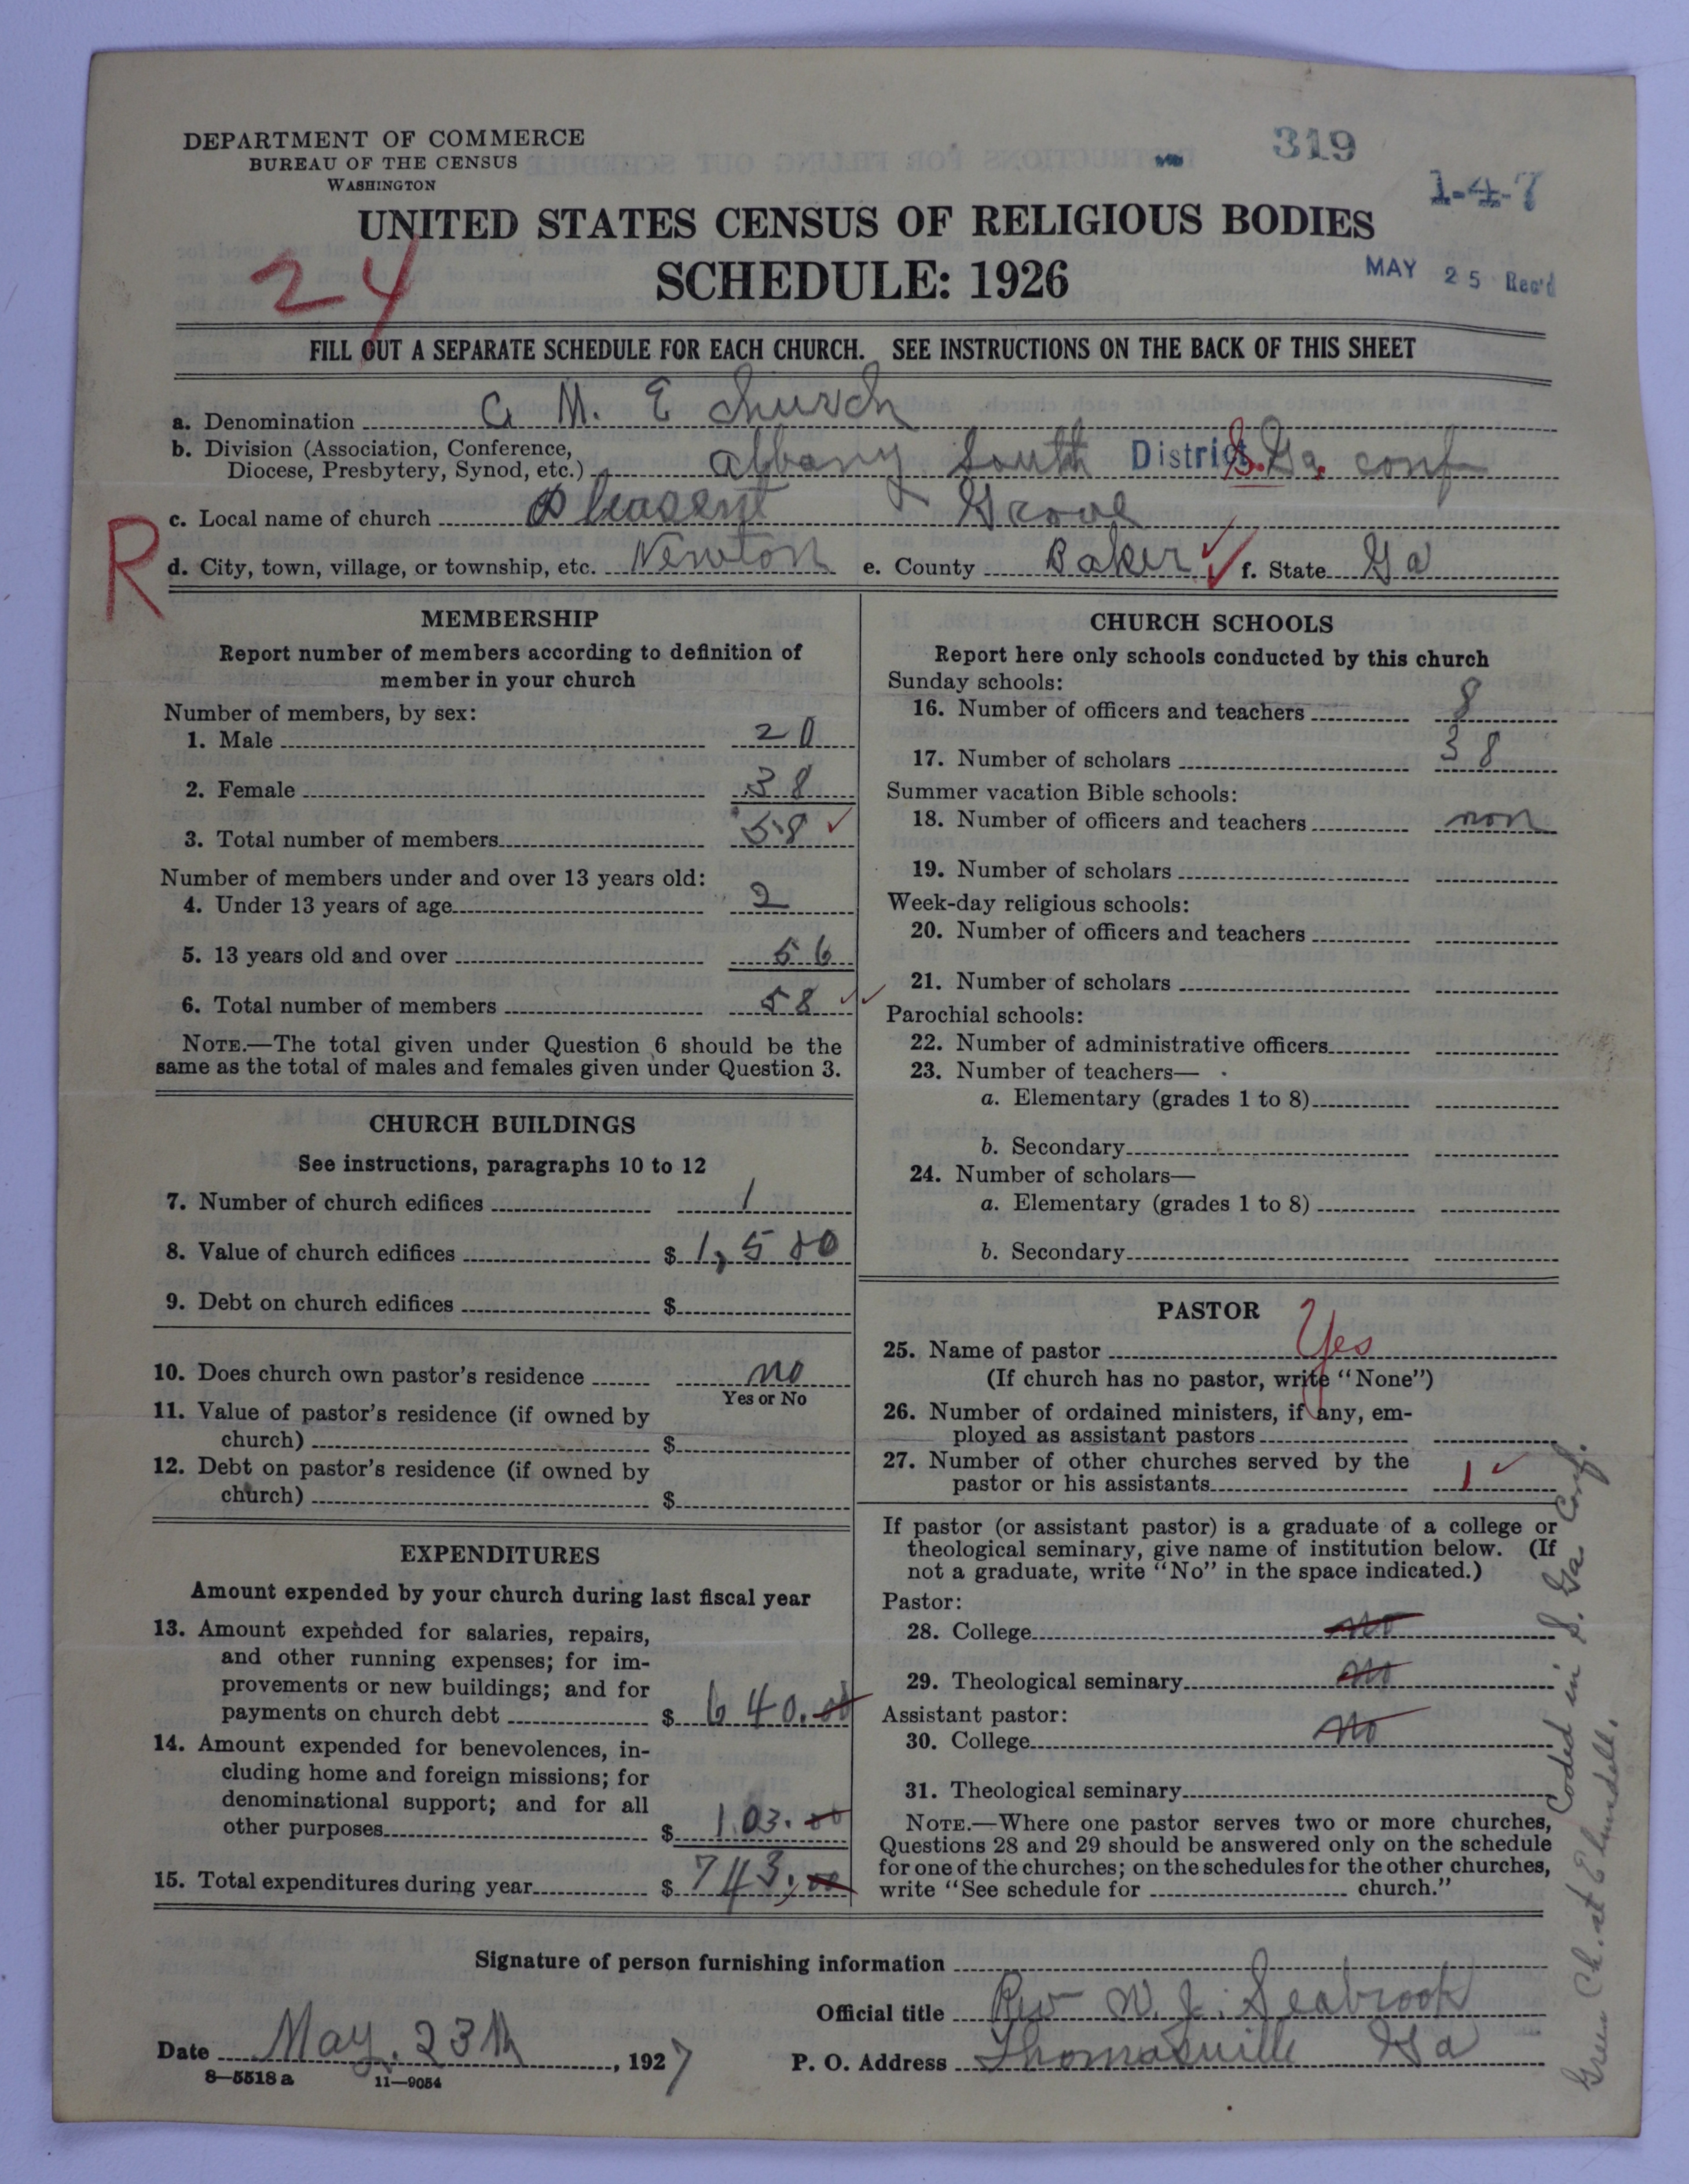 DEPARTMENT OF COMMERCE
BUREAU OF THE CENSUS
WASHINGTON
319
1-4-7
UNITED STATES CENSUS OF RELIGIOUS BODIES
24
SCHEDULE: 1926
MAY 25 Rec'd
FILL OUT A SEPARATE SCHEDULE FOR EACH CHURCH. SEE INSTRUCTIONS ON THE BACK OF THIS SHEET
a. Denomination C M. E church
b. Division (Association, Conference,
Diocese, Presbytery, Synod, etc.) Albany South District S. Ga. conf
c. Local name of church Pleasent Grove
R
d. City, town, village, or township, etc. Newton e. County Baker f. State Ga
MEMBERSHIP
Report number of members according to definition of
member in your church
Number of members, by sex:
1. Male 20
2. Female 38
3. Total number of members 58
Number of members under and over 13 years old:
4. Under 13 years of age 2
5. 13 years old and over 56
6. Total number of members 58
NOTE.—The total given under Question 6 should be the
same as the total of males and females given under Question 3.
CHURCH BUILDINGS
See instructions, paragraphs 10 to 12
7. Number of church edifices 1
8. Value of church edifices $ 1,500
9. Debt on church edifices $
10. Does church own pastor's residence no
Yes or No
11. Value of pastor's residence (if owned by
church) $
12. Debt on pastor's residence (if owned by
church) $
EXPENDITURES
Amount expended by your church during last fiscal year
13. Amount expended for salaries, repairs,
and other running expenses; for im-
provements or new buildings; and for
payments on church debt $ 640.00
14. Amount expended for benevolences, in-
cluding home and foreign missions; for
denominational support; and for all
other purposes $ 103.00
15. Total expenditures during year $ 743.00
CHURCH SCHOOLS
Report here only schools conducted by this church
Sunday schools:
16. Number of officers and teachers 8
17. Number of scholars 38
Summer vacation Bible schools:
18. Number of officers and teachers non
19. Number of scholars
Week-day religious schools:
20. Number of officers and teachers
21. Number of scholars
Parochial schools:
22. Number of administrative officers
23. Number of teachers—
a. Elementary (grades 1 to 8)
b. Secondary
24. Number of scholars—
a. Elementary (grades 1 to 8)
b. Secondary
PASTOR
25. Name of pastor Yes
(If church has no pastor, write "None")
26. Number of ordained ministers, if any, em-
ployed as assistant pastors
27. Number of other churches served by the
pastor or his assistants 1
If pastor (or assistant pastor) is a graduate of a college or
theological seminary, give name of institution below. (If
not a graduate, write "No" in the space indicated.)
Pastor:
28. College no
29. Theological seminary no
Assistant pastor:
30. College no
31. Theological seminary
NOTE.—Where one pastor serves two or more churches,
Questions 28 and 29 should be answered only on the schedule
for one of the churches; on the schedules for the other churches,
write "See schedule for church."
Coded in S. Ga. Conf.
Green Ch. at
Signature of person furnishing information
Official title Rev W. J. Seabrook
Date May. 23th, 1927
P. O. Address Thomasville Ga
8—5518 a 11—9054